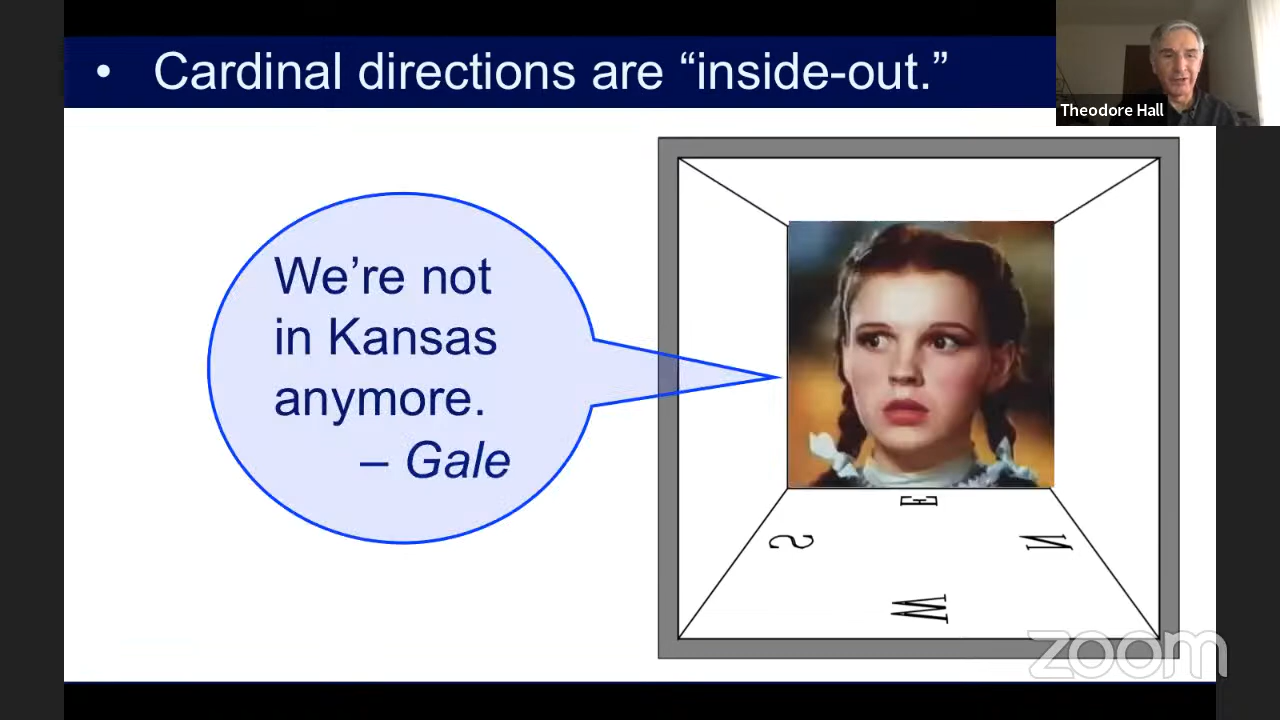 • Cardinal directions are “inside-out.”
Theodore Hall
We’re not
in Kansas
anymore.
– Gale
E
S
N
W
zoom